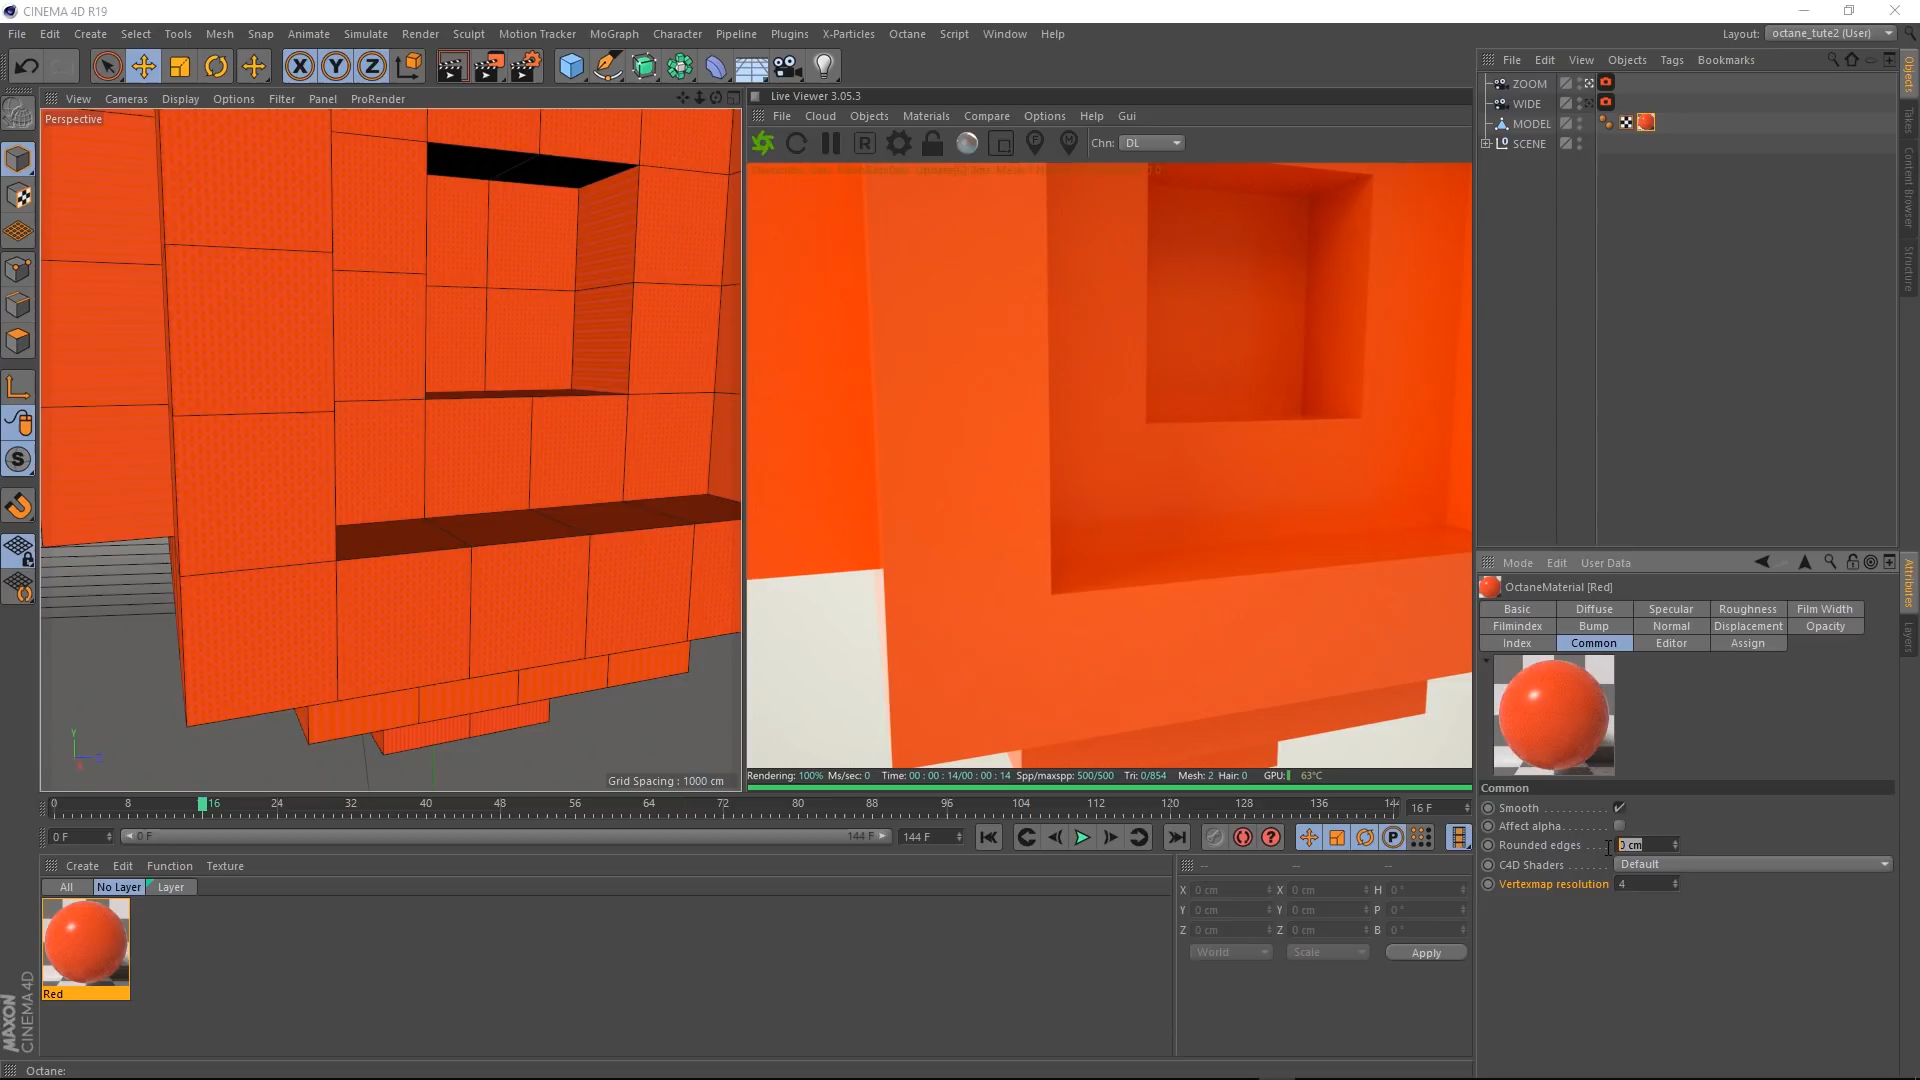 CINEMA 4D R19
File Edit Create Select Tools Mesh Snap Animate Simulate Render Sculpt Motion Tracker MoGraph Character Pipeline Plugins X-Particles Octane Script Window Help
Layout: octane_tute2 (User)
X Y Z
File Edit View Objects Tags Bookmarks
ZOOM
WIDE
MODEL
SCENE
Objects
Takes
Content Browser
Structure
View Cameras Display Options Filter Panel ProRender
Perspective
Grid Spacing : 1000 cm
Live Viewer 3.05.3
File Cloud Objects Materials Compare Options Help Gui
R
Chn: DL
Rendering: 100% Ms/sec: 0 Time: 00 : 00 : 14/00 : 00 : 14 Spp/maxspp: 500/500 Tri: 0/854 Mesh: 2 Hair: 0 GPU: 63°C
Mode Edit User Data
Attributes
Layers
OctaneMaterial [Red]
Basic Diffuse Specular Roughness Film Width
Filmindex Bump Normal Displacement Opacity
Index Common Editor Assign
Common
Smooth
Affect alpha
Rounded edges 0 cm
C4D Shaders Default
Vertexmap resolution 4
0 8 16 24 32 40 48 56 64 72 80 88 96 104 112 120 128 136 144
16 F
0 F 0 F 144 F 144 F
Create Edit Function Texture
All No Layer Layer
Red
-- -- --
X 0 cm X 0 cm H 0 °
Y 0 cm Y 0 cm P 0 °
Z 0 cm Z 0 cm B 0 °
World Scale Apply
MAXON
CINEMA 4D
Octane: